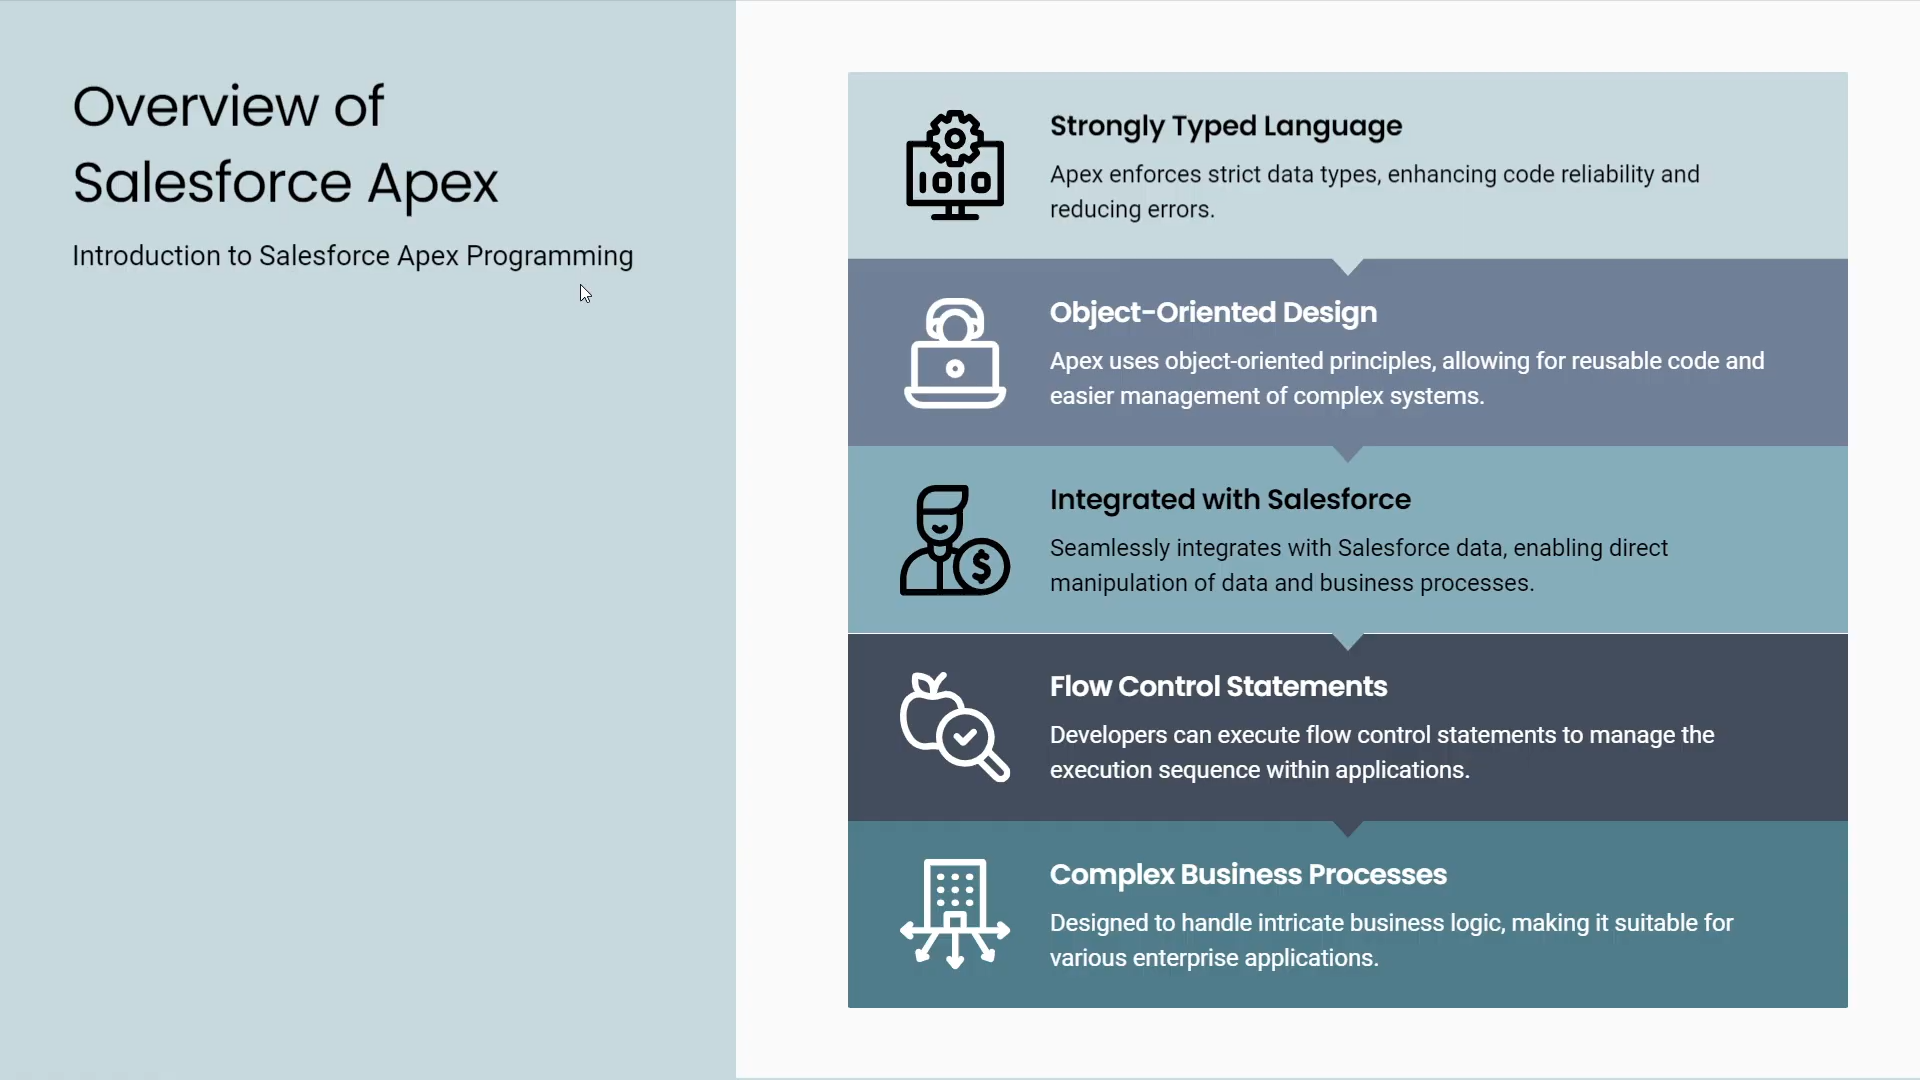 Overview of
Salesforce Apex
Introduction to Salesforce Apex Programming
Strongly Typed Language
Apex enforces strict data types, enhancing code reliability and
reducing errors.
Object-Oriented Design
Apex uses object-oriented principles, allowing for reusable code and
easier management of complex systems.
Integrated with Salesforce
Seamlessly integrates with Salesforce data, enabling direct
manipulation of data and business processes.
Flow Control Statements
Developers can execute flow control statements to manage the
execution sequence within applications.
Complex Business Processes
Designed to handle intricate business logic, making it suitable for
various enterprise applications.